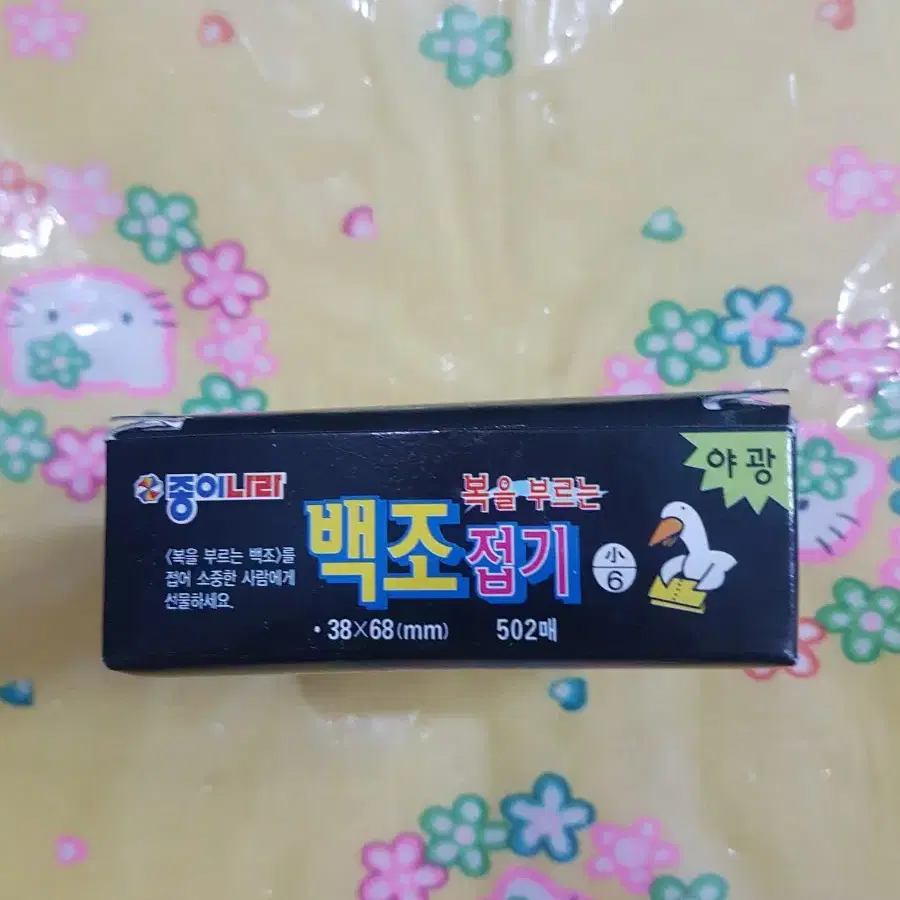 종이나라
복을 부르는
백조접기
야광
小
6
《복을 부르는 백조》를
접어 소중한 사람에게
선물하세요.
·38×68(mm) 502매